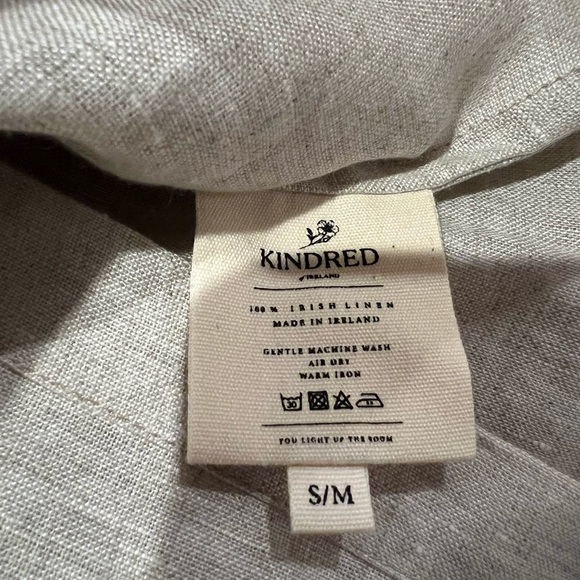 KINDRED
of IRELAND
100% IRISH LINEN
MADE IN IRELAND
GENTLE MACHINE WASH
AIR DRY
WARM IRON
30
YOU LIGHT UP THE ROOM
S/M